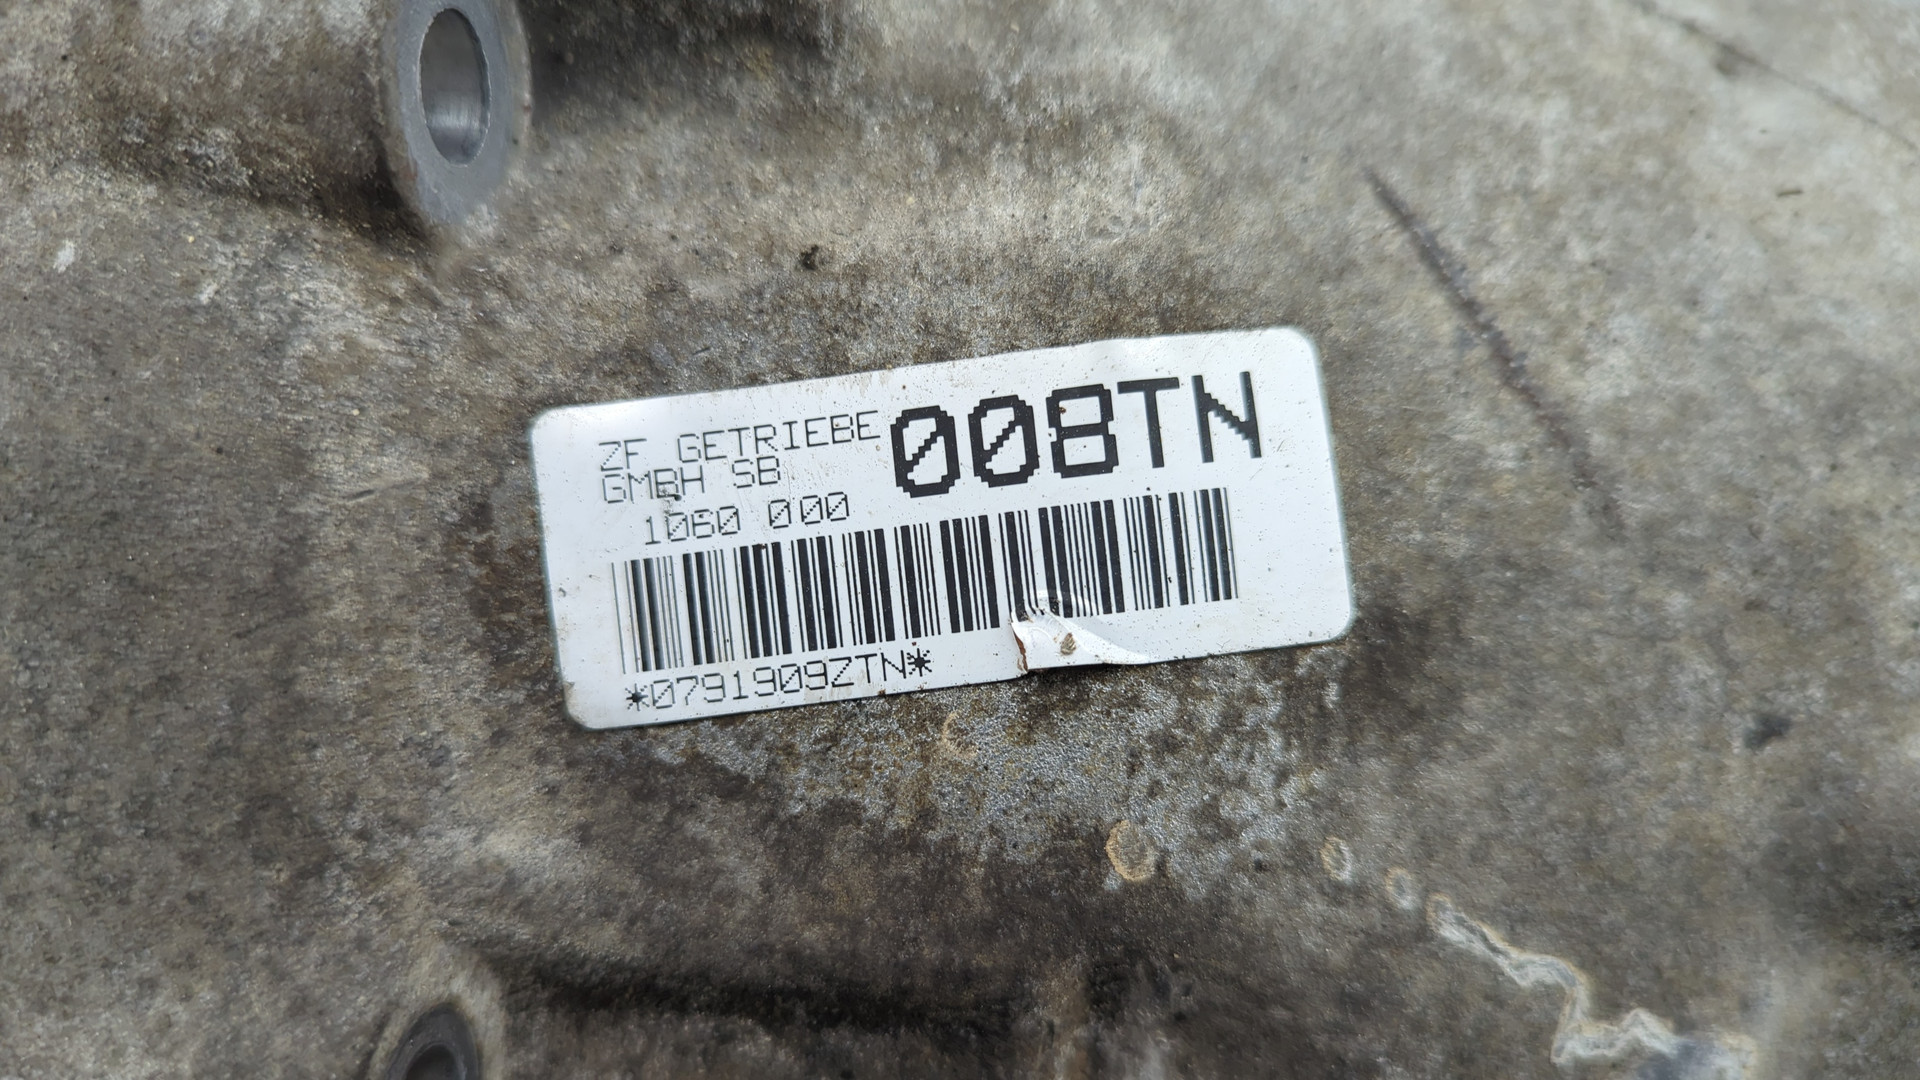 ZF GETRIEBE 008TN
GMBH SB
1060 000
*0791909ZTN*